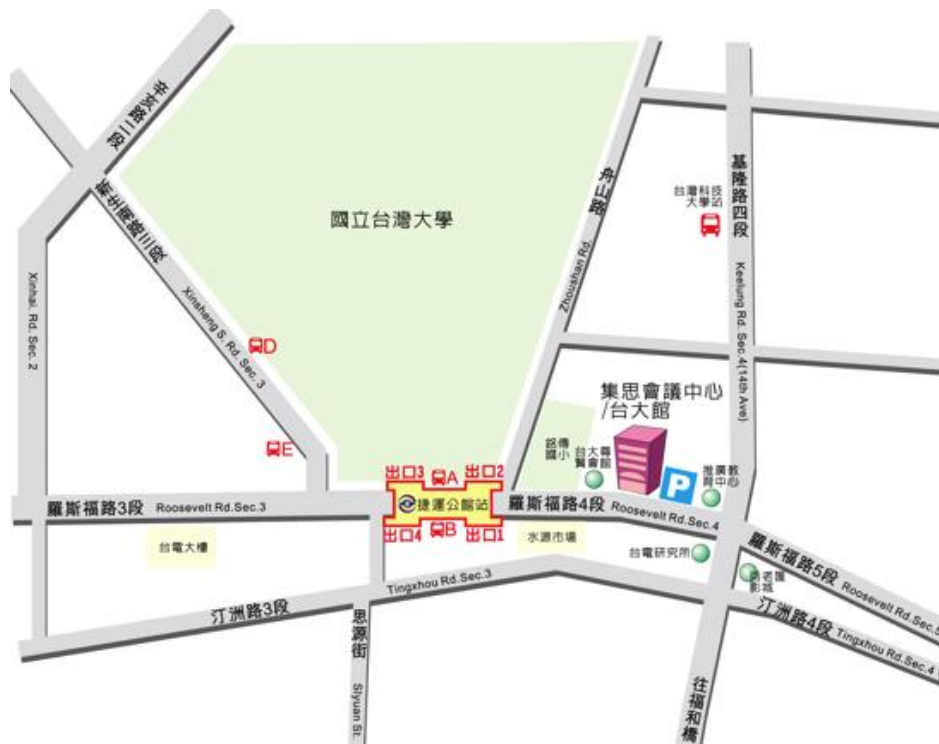 辛亥路二段
新生南路三段
Xinhai Rd. Sec. 2
Xinsheng S. Rd. Sec. 3
國立台灣大學
舟山路
Zhoushan Rd.
台灣科技
大學站
基隆路四段
Keelung Rd. Sec.4(14th Ave)
D
E
集思會議中心
/台大館
銘傳
國小
台大尊
賢會館
P
推廣教
育中心
出口3
A
出口2
捷運公館站
出口4
B
出口1
羅斯福路3段 Roosevelt Rd.Sec.3
羅斯福路4段 Roosevelt Rd.Sec.4
羅斯福路5段 Roosevelt Rd.Sec.5
台電大樓
水源市場
台電研究所
影城
汀洲路3段 Tingxhou Rd.Sec.3
汀洲路4段 Tingxhou Rd.Sec.4
思源街
Siyuan St.
往福和橋